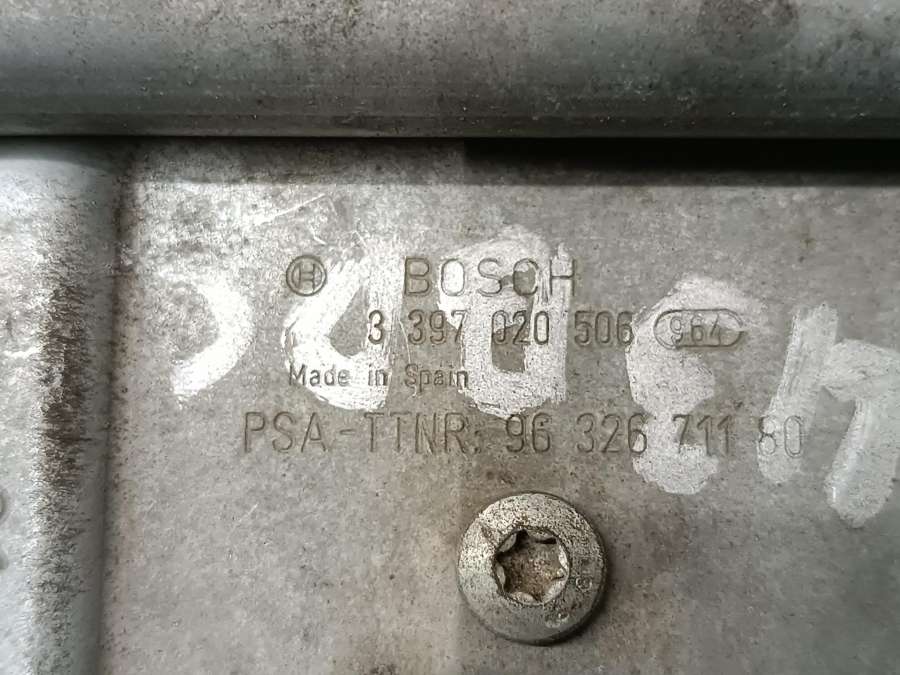 BOSCH
3 397 020 506 964
Made in Spain
PSA-TTNR: 96 326 711 80